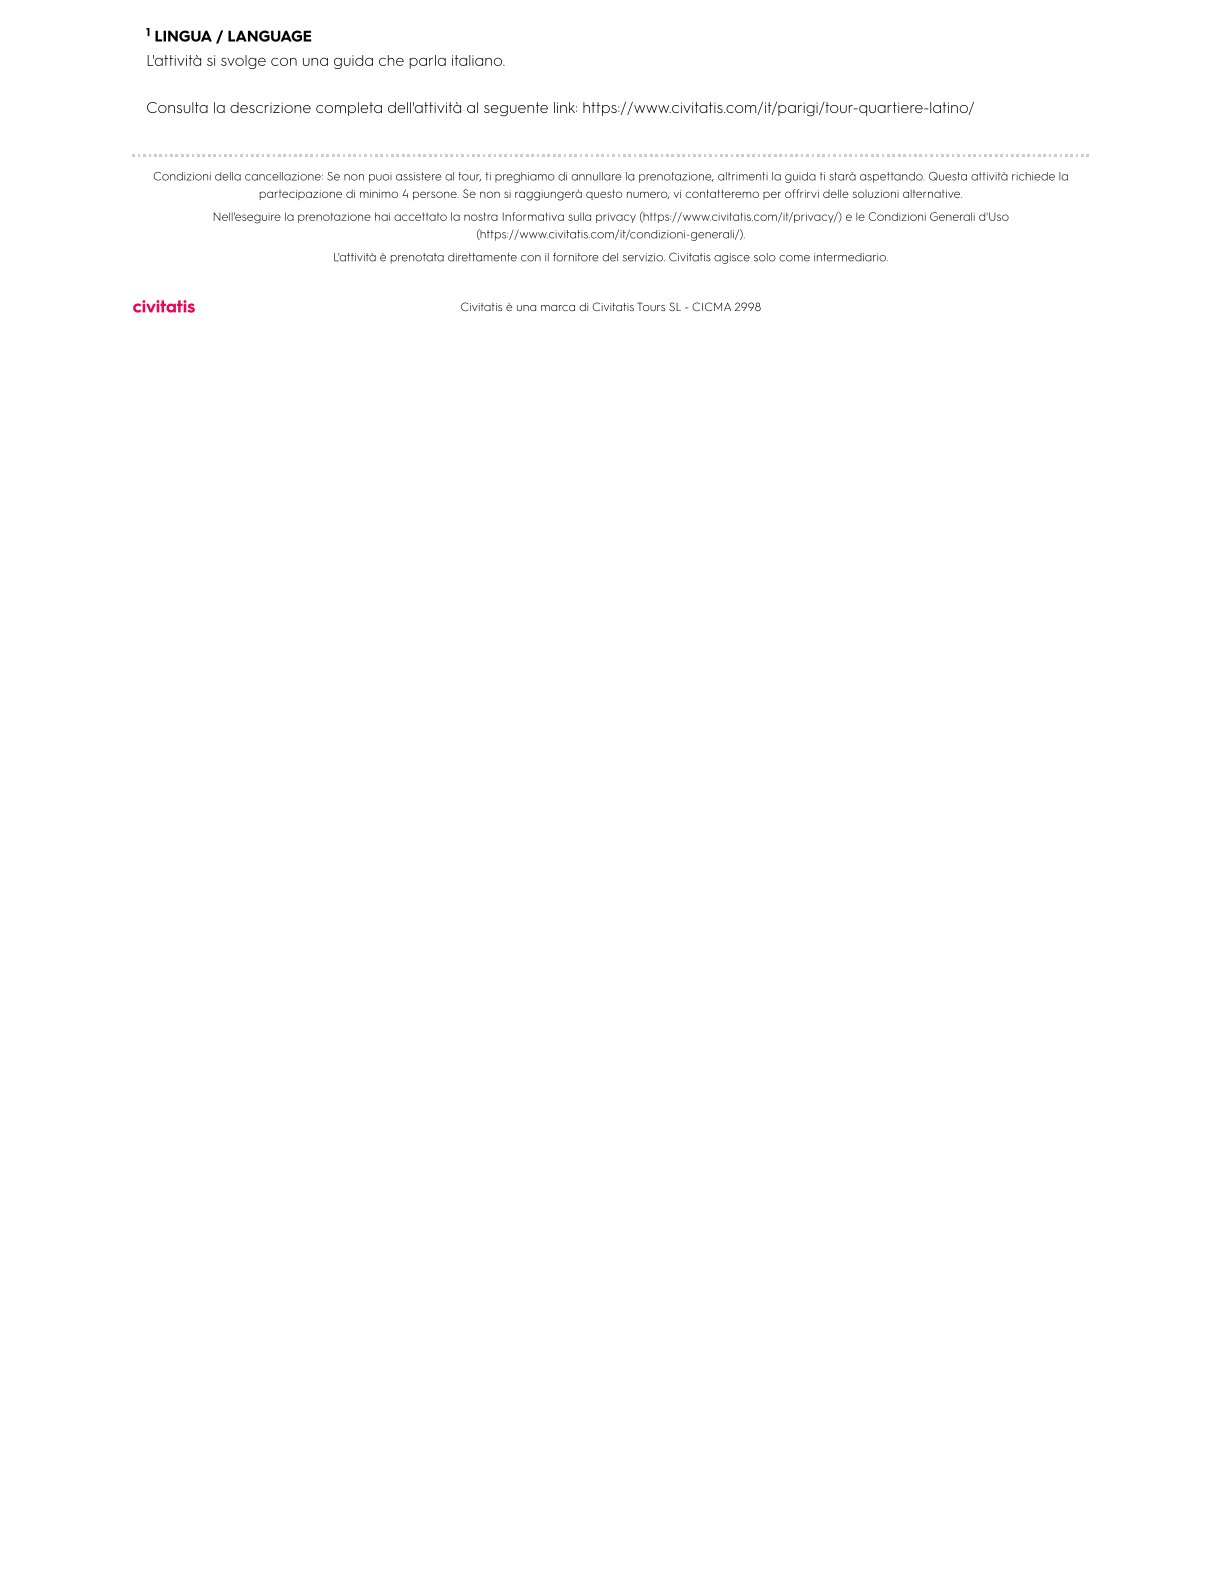 ¹ LINGUA / LANGUAGE
L'attività si svolge con una guida che parla italiano.
Consulta la descrizione completa dell'attività al seguente link: https://www.civitatis.com/it/parigi/tour-quartiere-latino/
Condizioni della cancellazione: Se non puoi assistere al tour, ti preghiamo di annullare la prenotazione, altrimenti la guida ti starà aspettando. Questa attività richiede la
partecipazione di minimo 4 persone. Se non si raggiungerà questo numero, vi contatteremo per offrirvi delle soluzioni alternative.
Nell'eseguire la prenotazione hai accettato la nostra Informativa sulla privacy (https://www.civitatis.com/it/privacy/) e le Condizioni Generali d'Uso
(https://www.civitatis.com/it/condizioni-generali/).
L'attività è prenotata direttamente con il fornitore del servizio. Civitatis agisce solo come intermediario.
civitatis
Civitatis è una marca di Civitatis Tours SL - CICMA 2998